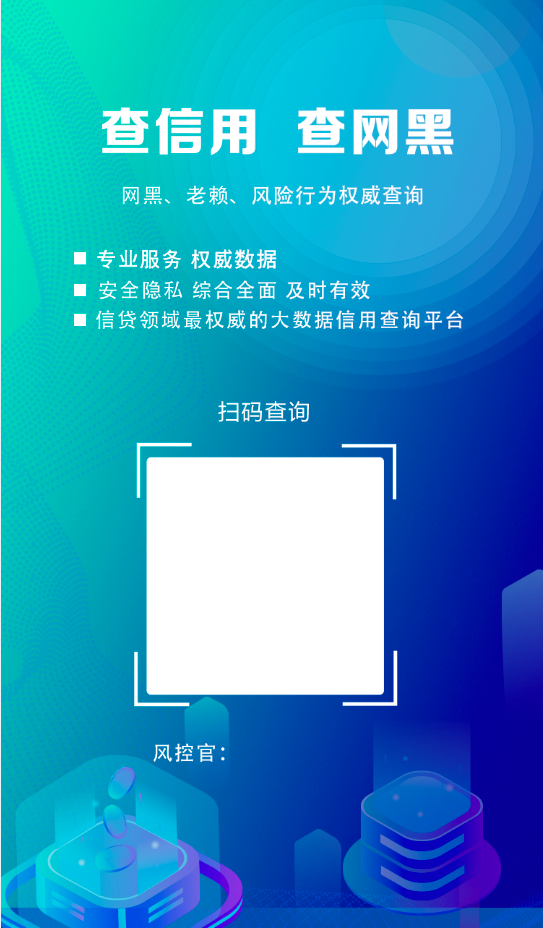 查信用 查网黑
网黑、老赖、风险行为权威查询
专业服务 权威数据
安全隐私 综合全面 及时有效
信贷领域最权威的大数据信用查询平台
扫码查询
风控官：